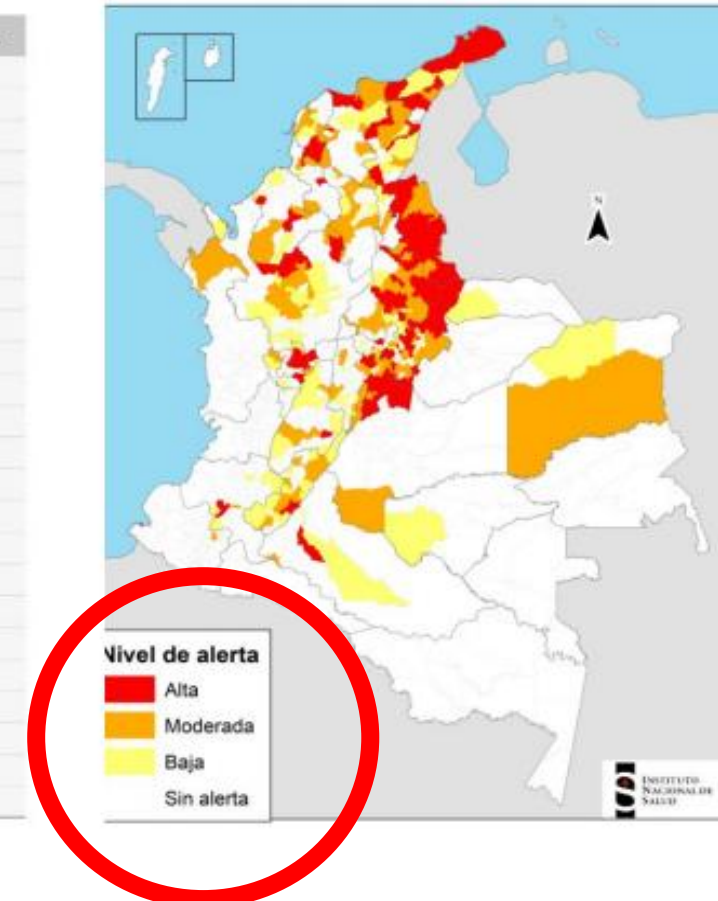 N
Nivel de alerta
Alta
Moderada
Baja
Sin alerta
INSTITUTO
NACIONAL DE
SALUD